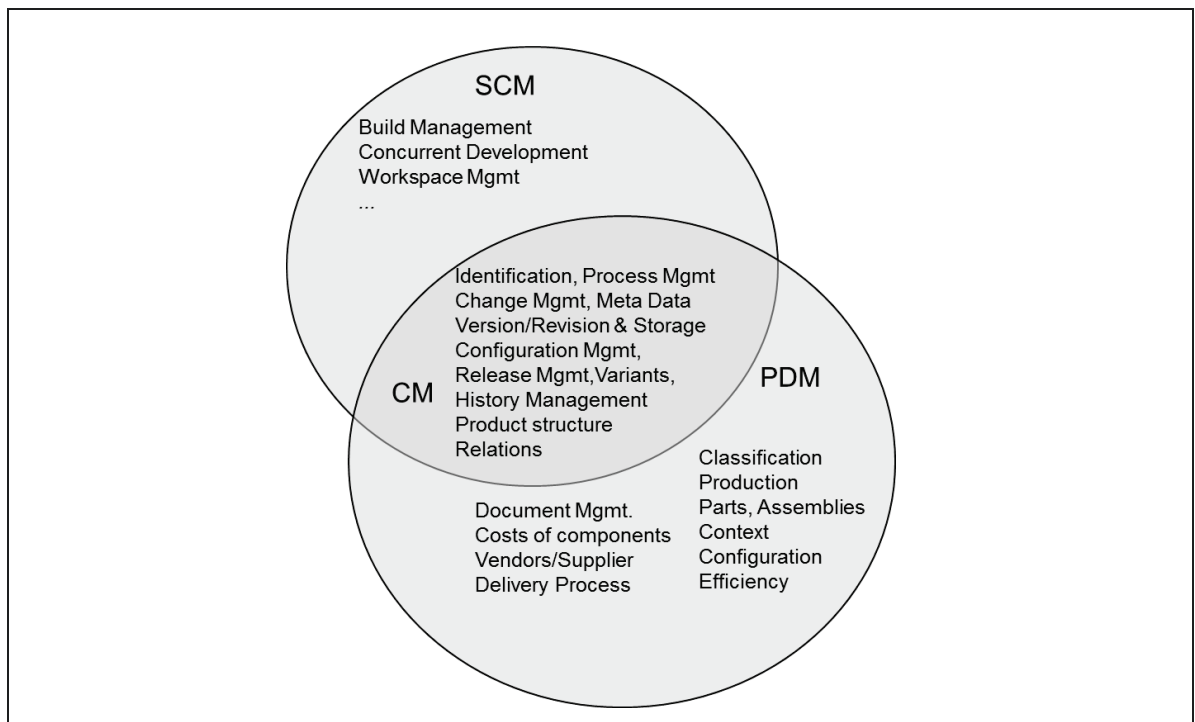 SCM
Build Management
Concurrent Development
Workspace Mgmt
...
Identification, Process Mgmt
Change Mgmt, Meta Data
Version/Revision & Storage
Configuration Mgmt,
Release Mgmt,Variants,
History Management
Product structure
Relations
CM
PDM
Document Mgmt.
Costs of components
Vendors/Supplier
Delivery Process
Classification
Production
Parts, Assemblies
Context
Configuration
Efficiency